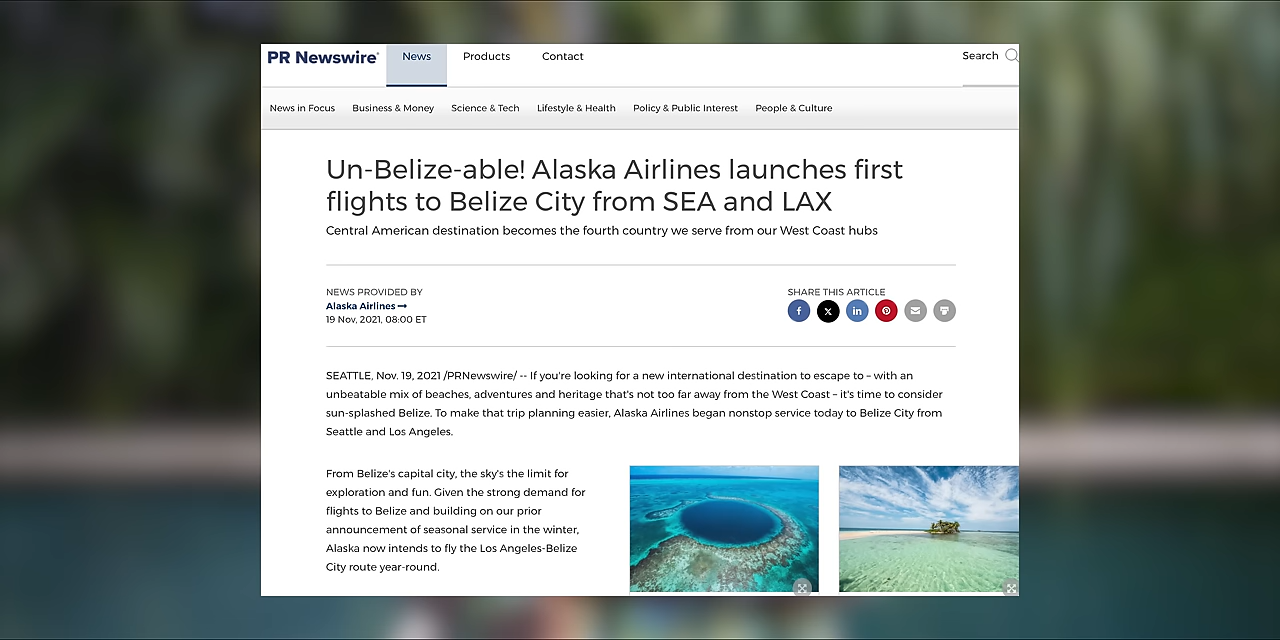 PR Newswire®
News
Products
Contact
Search
News in Focus
Business & Money
Science & Tech
Lifestyle & Health
Policy & Public Interest
People & Culture
Un-Belize-able! Alaska Airlines launches first
flights to Belize City from SEA and LAX
Central American destination becomes the fourth country we serve from our West Coast hubs
NEWS PROVIDED BY
Alaska Airlines →
19 Nov, 2021, 08:00 ET
SHARE THIS ARTICLE
SEATTLE, Nov. 19, 2021 /PRNewswire/ -- If you're looking for a new international destination to escape to – with an
unbeatable mix of beaches, adventures and heritage that's not too far away from the West Coast – it's time to consider
sun-splashed Belize. To make that trip planning easier, Alaska Airlines began nonstop service today to Belize City from
Seattle and Los Angeles.
From Belize's capital city, the sky's the limit for
exploration and fun. Given the strong demand for
flights to Belize and building on our prior
announcement of seasonal service in the winter,
Alaska now intends to fly the Los Angeles-Belize
City route year-round.